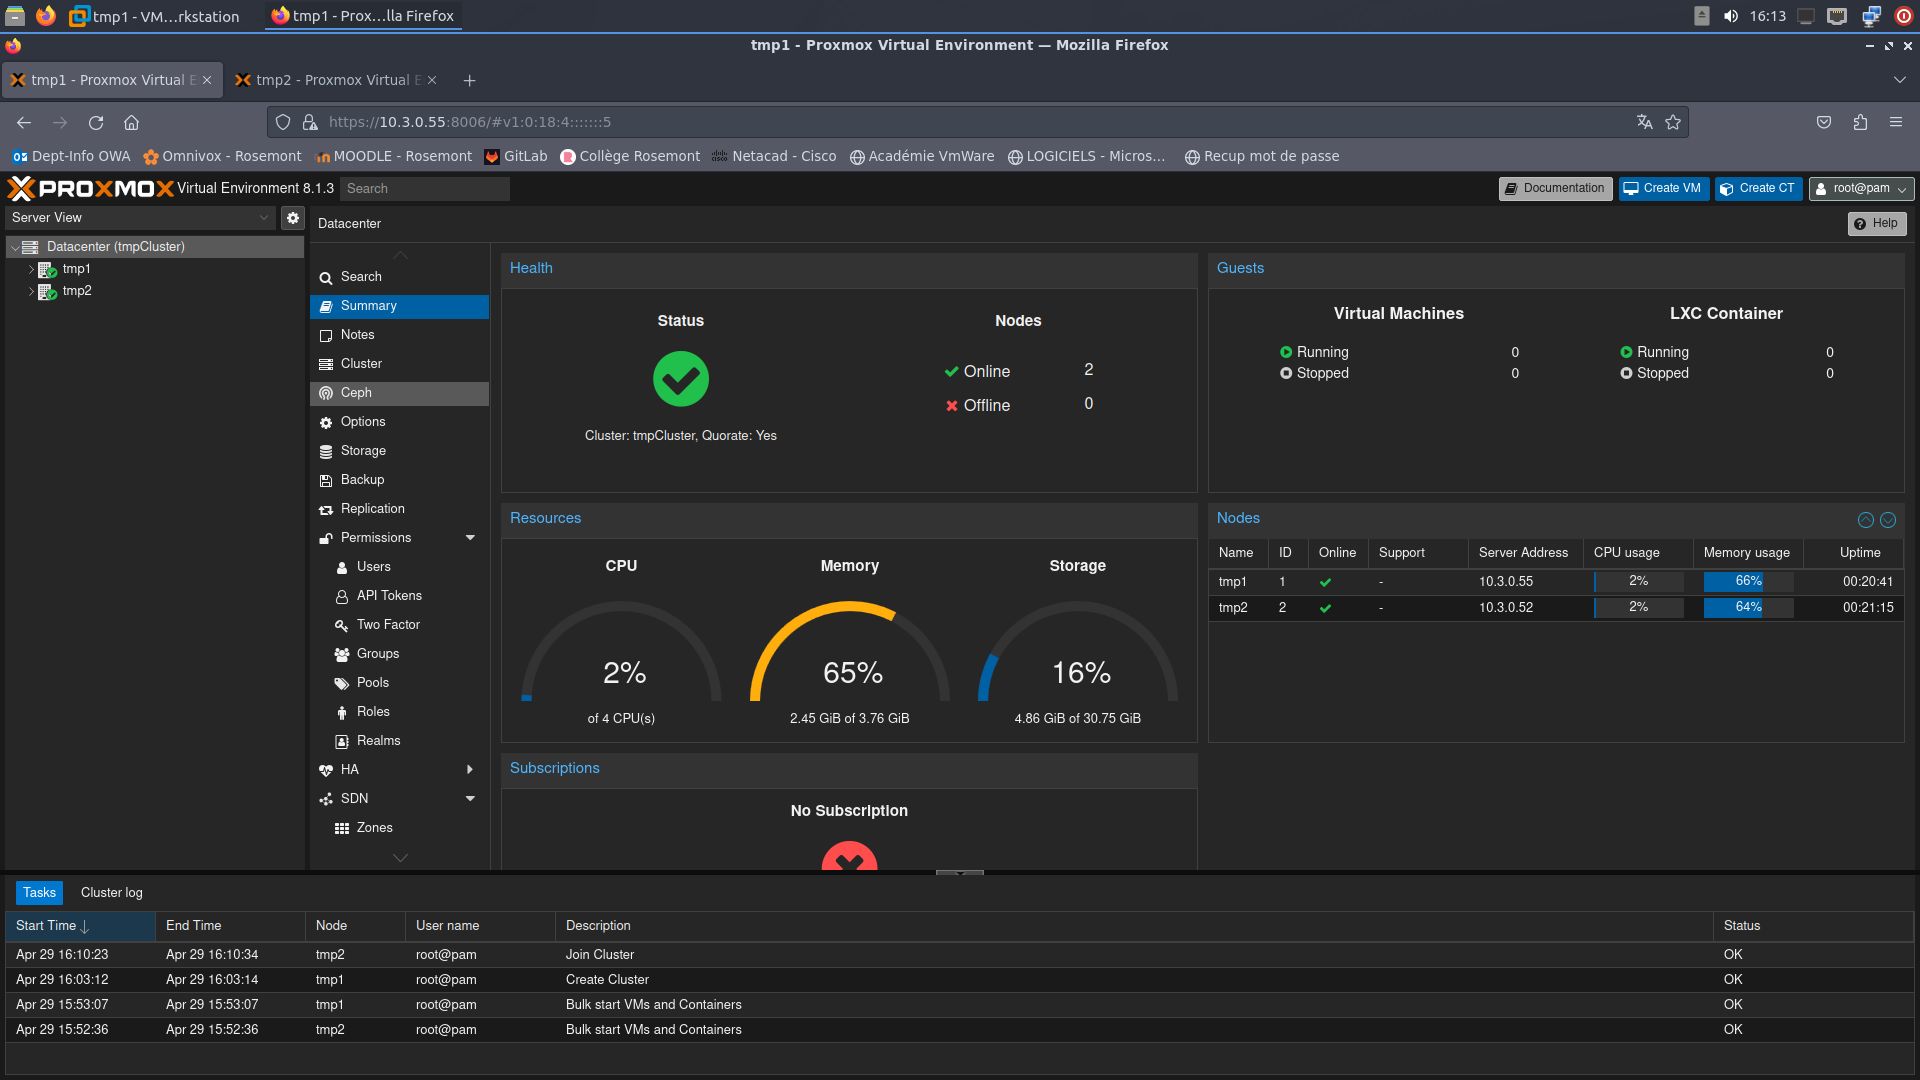 tmp1 - VM...rkstation
tmp1 - Prox...lla Firefox
16:13
tmp1 - Proxmox Virtual Environment — Mozilla Firefox
tmp1 - Proxmox Virtual E
tmp2 - Proxmox Virtual E
https://10.3.0.55:8006/#v1:0:18:4:::::::5
Dept-Info OWA
Omnivox - Rosemont
MOODLE - Rosemont
GitLab
Collège Rosemont
Netacad - Cisco
Académie VmWare
LOGICIELS - Micros...
Recup mot de passe
PROXMOX Virtual Environment 8.1.3
Search
Documentation
Create VM
Create CT
root@pam
Server View
Datacenter
Help
Datacenter (tmpCluster)
tmp1
tmp2
Search
Summary
Notes
Cluster
Ceph
Options
Storage
Backup
Replication
Permissions
Users
API Tokens
Two Factor
Groups
Pools
Roles
Realms
HA
SDN
Zones
Health
Status
Nodes
Online 2
Offline 0
Cluster: tmpCluster, Quorate: Yes
Guests
Virtual Machines
Running 0
Stopped 0
LXC Container
Running 0
Stopped 0
Resources
CPU
2%
of 4 CPU(s)
Memory
65%
2.45 GiB of 3.76 GiB
Storage
16%
4.86 GiB of 30.75 GiB
Nodes
Name ID Online Support Server Address CPU usage Memory usage Uptime
tmp1 1 - 10.3.0.55 2% 66% 00:20:41
tmp2 2 - 10.3.0.52 2% 64% 00:21:15
Subscriptions
No Subscription
Tasks
Cluster log
Start Time End Time Node User name Description Status
Apr 29 16:10:23 Apr 29 16:10:34 tmp2 root@pam Join Cluster OK
Apr 29 16:03:12 Apr 29 16:03:14 tmp1 root@pam Create Cluster OK
Apr 29 15:53:07 Apr 29 15:53:07 tmp1 root@pam Bulk start VMs and Containers OK
Apr 29 15:52:36 Apr 29 15:52:36 tmp2 root@pam Bulk start VMs and Containers OK